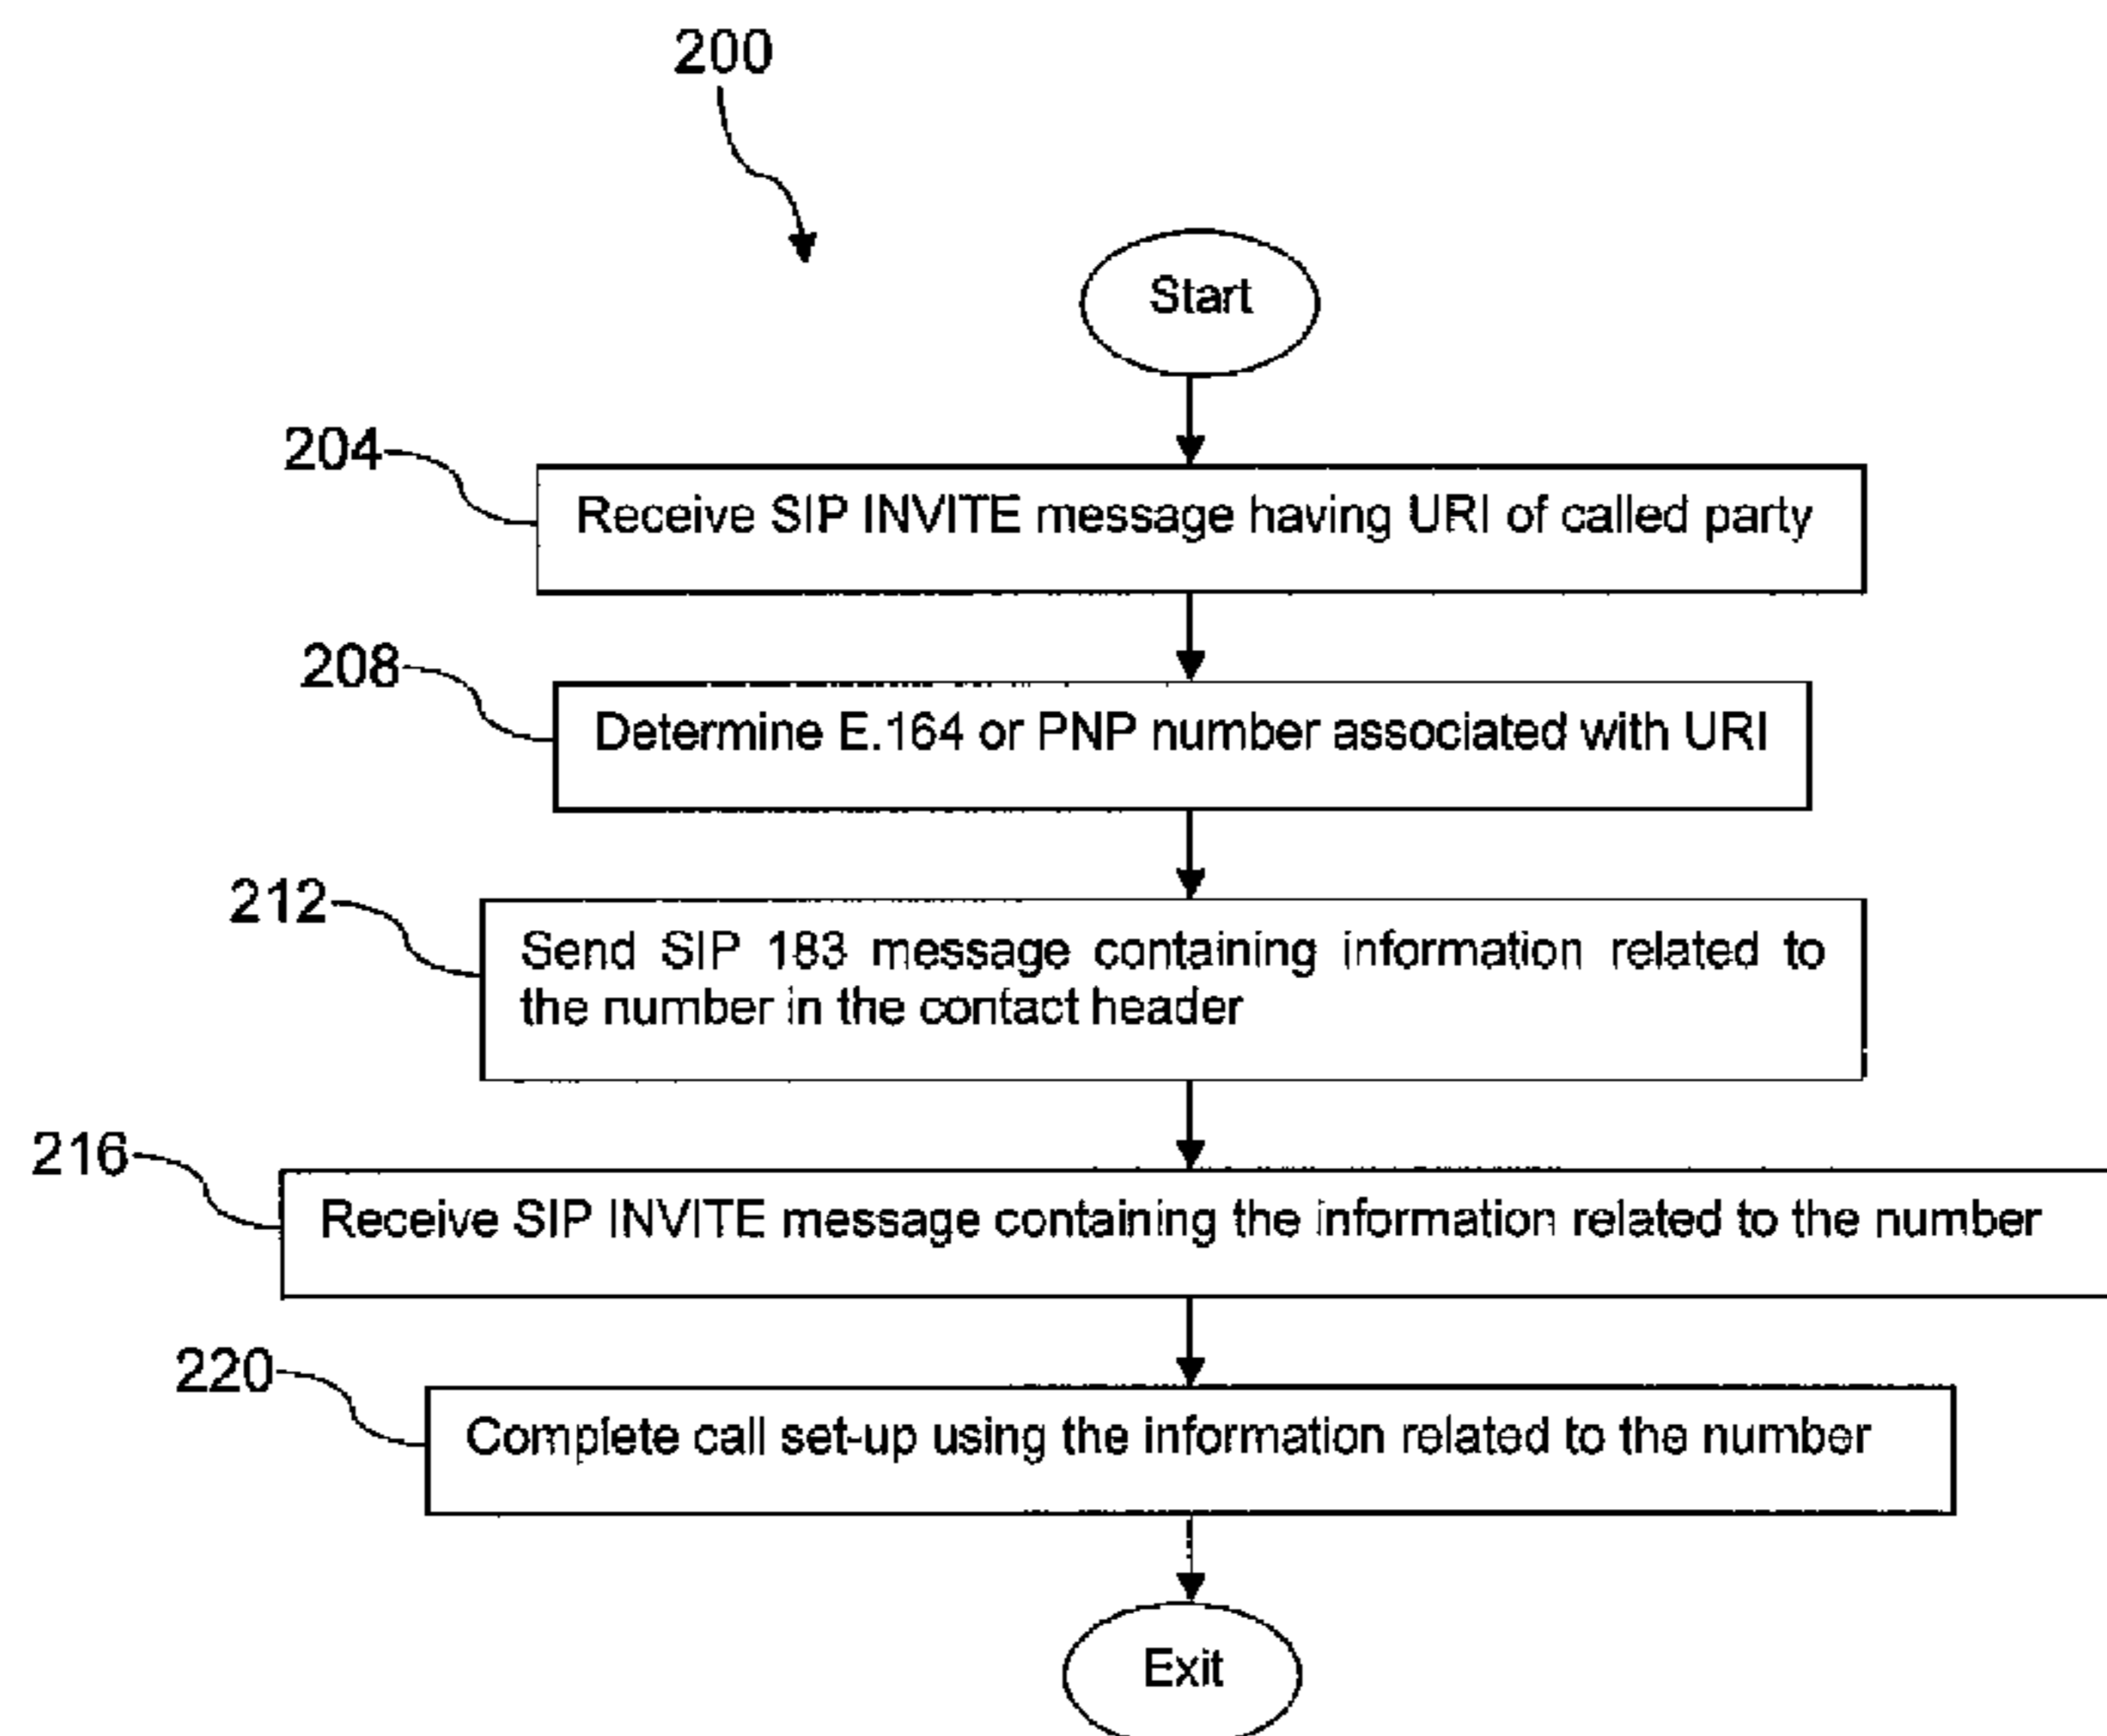 200
Start
204
Receive SIP INVITE message having URI of called party
208
Determine E.164 or PNP number associated with URI
212
Send SIP 183 message containing information related to
the number in the contact header
216
Receive SIP INVITE message containing the information related to the number
220
Complete call set-up using the information related to the number
Exit